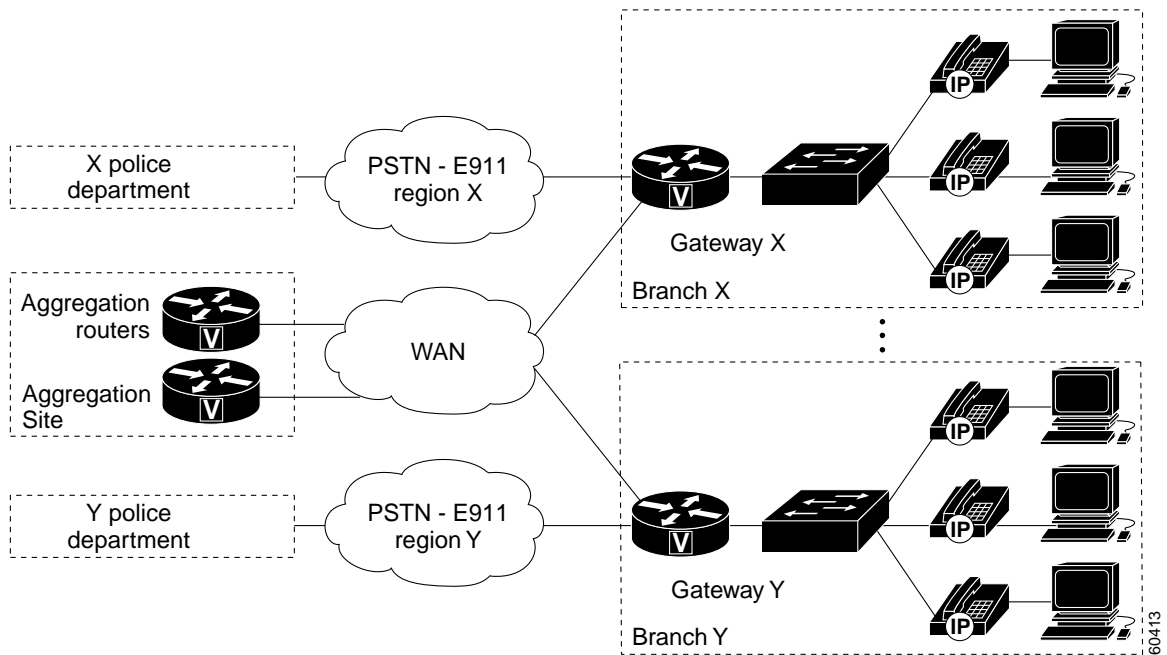 X police
department
PSTN - E911
region X
V
IP
IP
IP
Gateway X
Branch X
Aggregation
routers
V
Aggregation
Site
V
WAN
Y police
department
PSTN - E911
region Y
V
IP
IP
IP
Gateway Y
Branch Y
60413